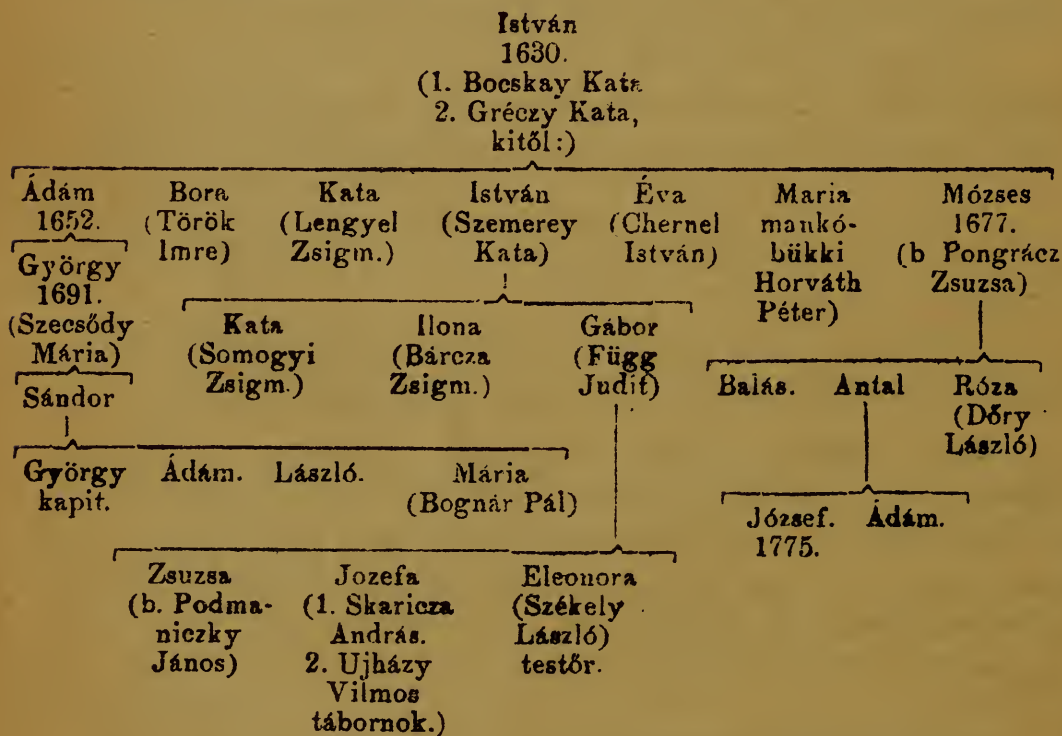 István
1630.
(1. Bocskay Kata
2. Gréczy Kata,
kitől:)
Ádám Bora Kata István Éva Maria Mózses
1652. (Török (Lengyel (Szemerey (Chernel mankó- 1677.
György Imre) Zsigm.) Kata) István) bükki (b Pongrácz
1691. Horváth Zsuzsa)
(Szecsődy Kata Ilona Gábor Péter)
Mária) (Somogyi (Bárcza (Függ
Zsigm.) Zsigm.) Judit) Balás. Antal Róza
Sándor (Dőry
László)
György Ádám. László. Mária
kapit. (Bognár Pál)
József. Ádám.
1775.
Zsuzsa Jozefa Eleonora
(b. Podma- (1. Skaricza (Székely
niczky András. László)
János) 2. Ujházy testőr.
Vilmos
tábornok.)